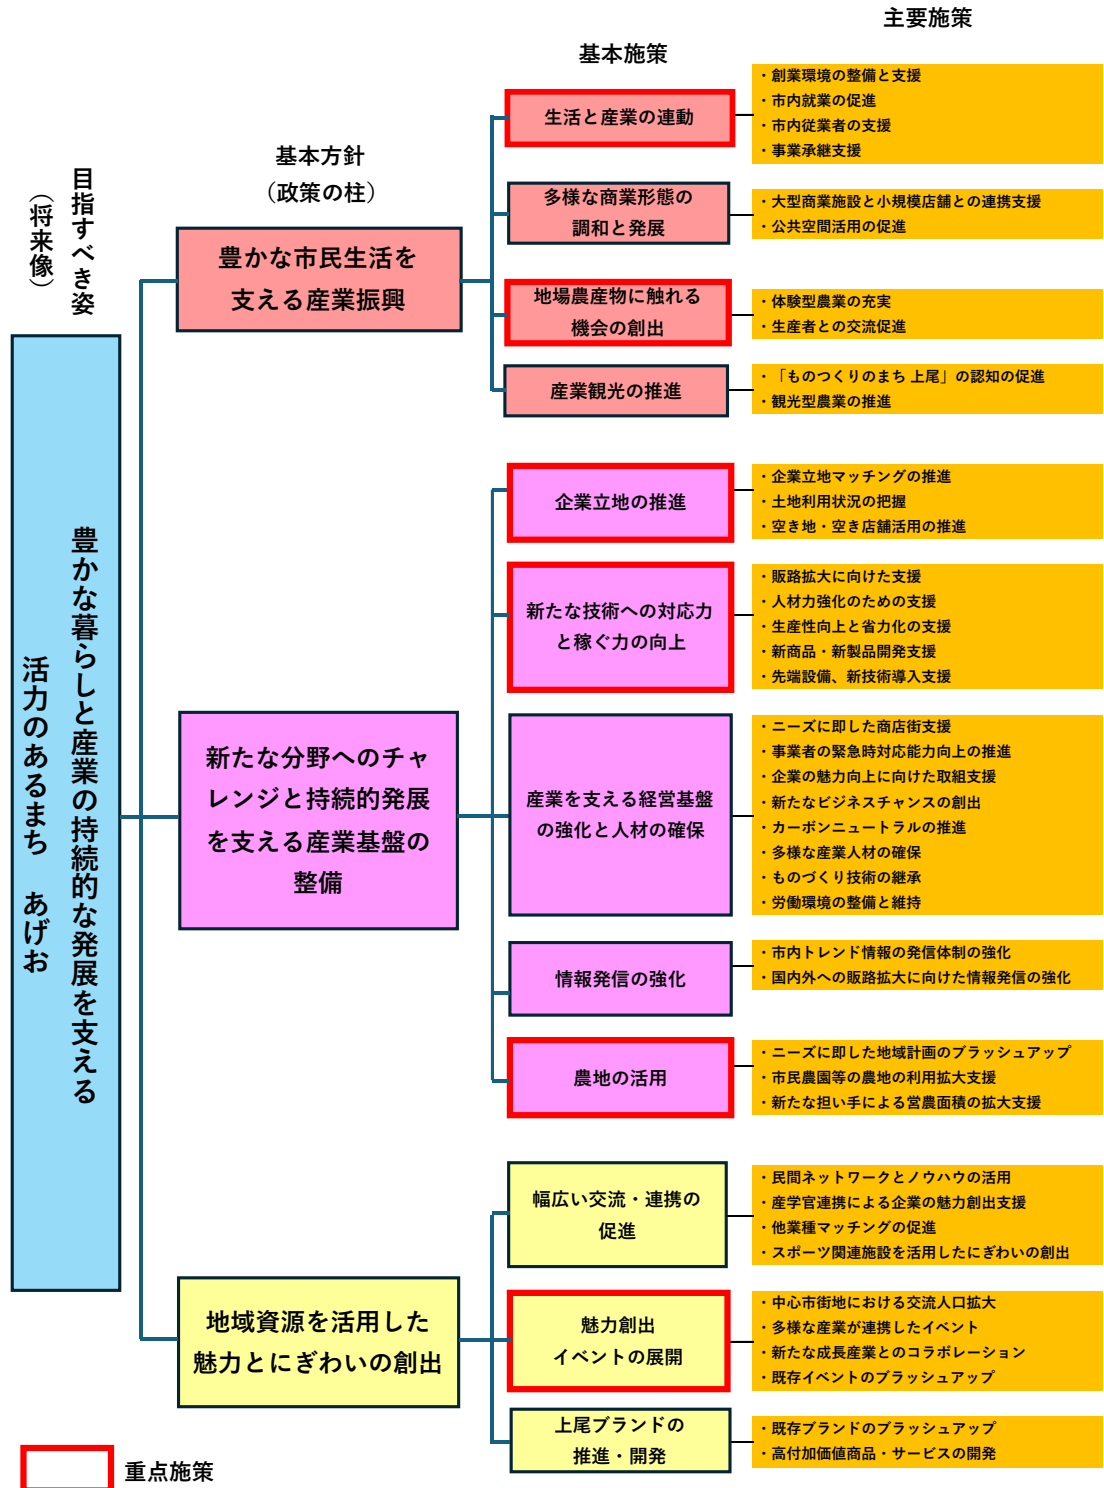 主要施策
基本施策
基本方針
（政策の柱）
目指すべき姿
（将来像）
豊かな暮らしと産業の持続的な発展を支える
活力のあるまち　あげお
豊かな市民生活を
支える産業振興
生活と産業の連動
・創業環境の整備と支援
・市内就業の促進
・市内従業者の支援
・事業承継支援
多様な商業形態の
調和と発展
・大型商業施設と小規模店舗との連携支援
・公共空間活用の促進
地場農産物に触れる
機会の創出
・体験型農業の充実
・生産者との交流促進
産業観光の推進
・「ものつくりのまち 上尾」の認知の促進
・観光型農業の推進
新たな分野へのチャ
レンジと持続的発展
を支える産業基盤の
整備
企業立地の推進
・企業立地マッチングの推進
・土地利用状況の把握
・空き地・空き店舗活用の推進
新たな技術への対応力
と稼ぐ力の向上
・販路拡大に向けた支援
・人材力強化のための支援
・生産性向上と省力化の支援
・新商品・新製品開発支援
・先端設備、新技術導入支援
産業を支える経営基盤
の強化と人材の確保
・ニーズに即した商店街支援
・事業者の緊急時対応能力向上の推進
・企業の魅力向上に向けた取組支援
・新たなビジネスチャンスの創出
・カーボンニュートラルの推進
・多様な産業人材の確保
・ものづくり技術の継承
・労働環境の整備と維持
情報発信の強化
・市内トレンド情報の発信体制の強化
・国内外への販路拡大に向けた情報発信の強化
農地の活用
・ニーズに即した地域計画のブラッシュアップ
・市民農園等の農地の利用拡大支援
・新たな担い手による営農面積の拡大支援
地域資源を活用した
魅力とにぎわいの創出
幅広い交流・連携の
促進
・民間ネットワークとノウハウの活用
・産学官連携による企業の魅力創出支援
・他業種マッチングの促進
・スポーツ関連施設を活用したにぎわいの創出
魅力創出
イベントの展開
・中心市街地における交流人口拡大
・多様な産業が連携したイベント
・新たな成長産業とのコラボレーション
・既存イベントのブラッシュアップ
上尾ブランドの
推進・開発
・既存ブランドのブラッシュアップ
・高付加価値商品・サービスの開発
重点施策